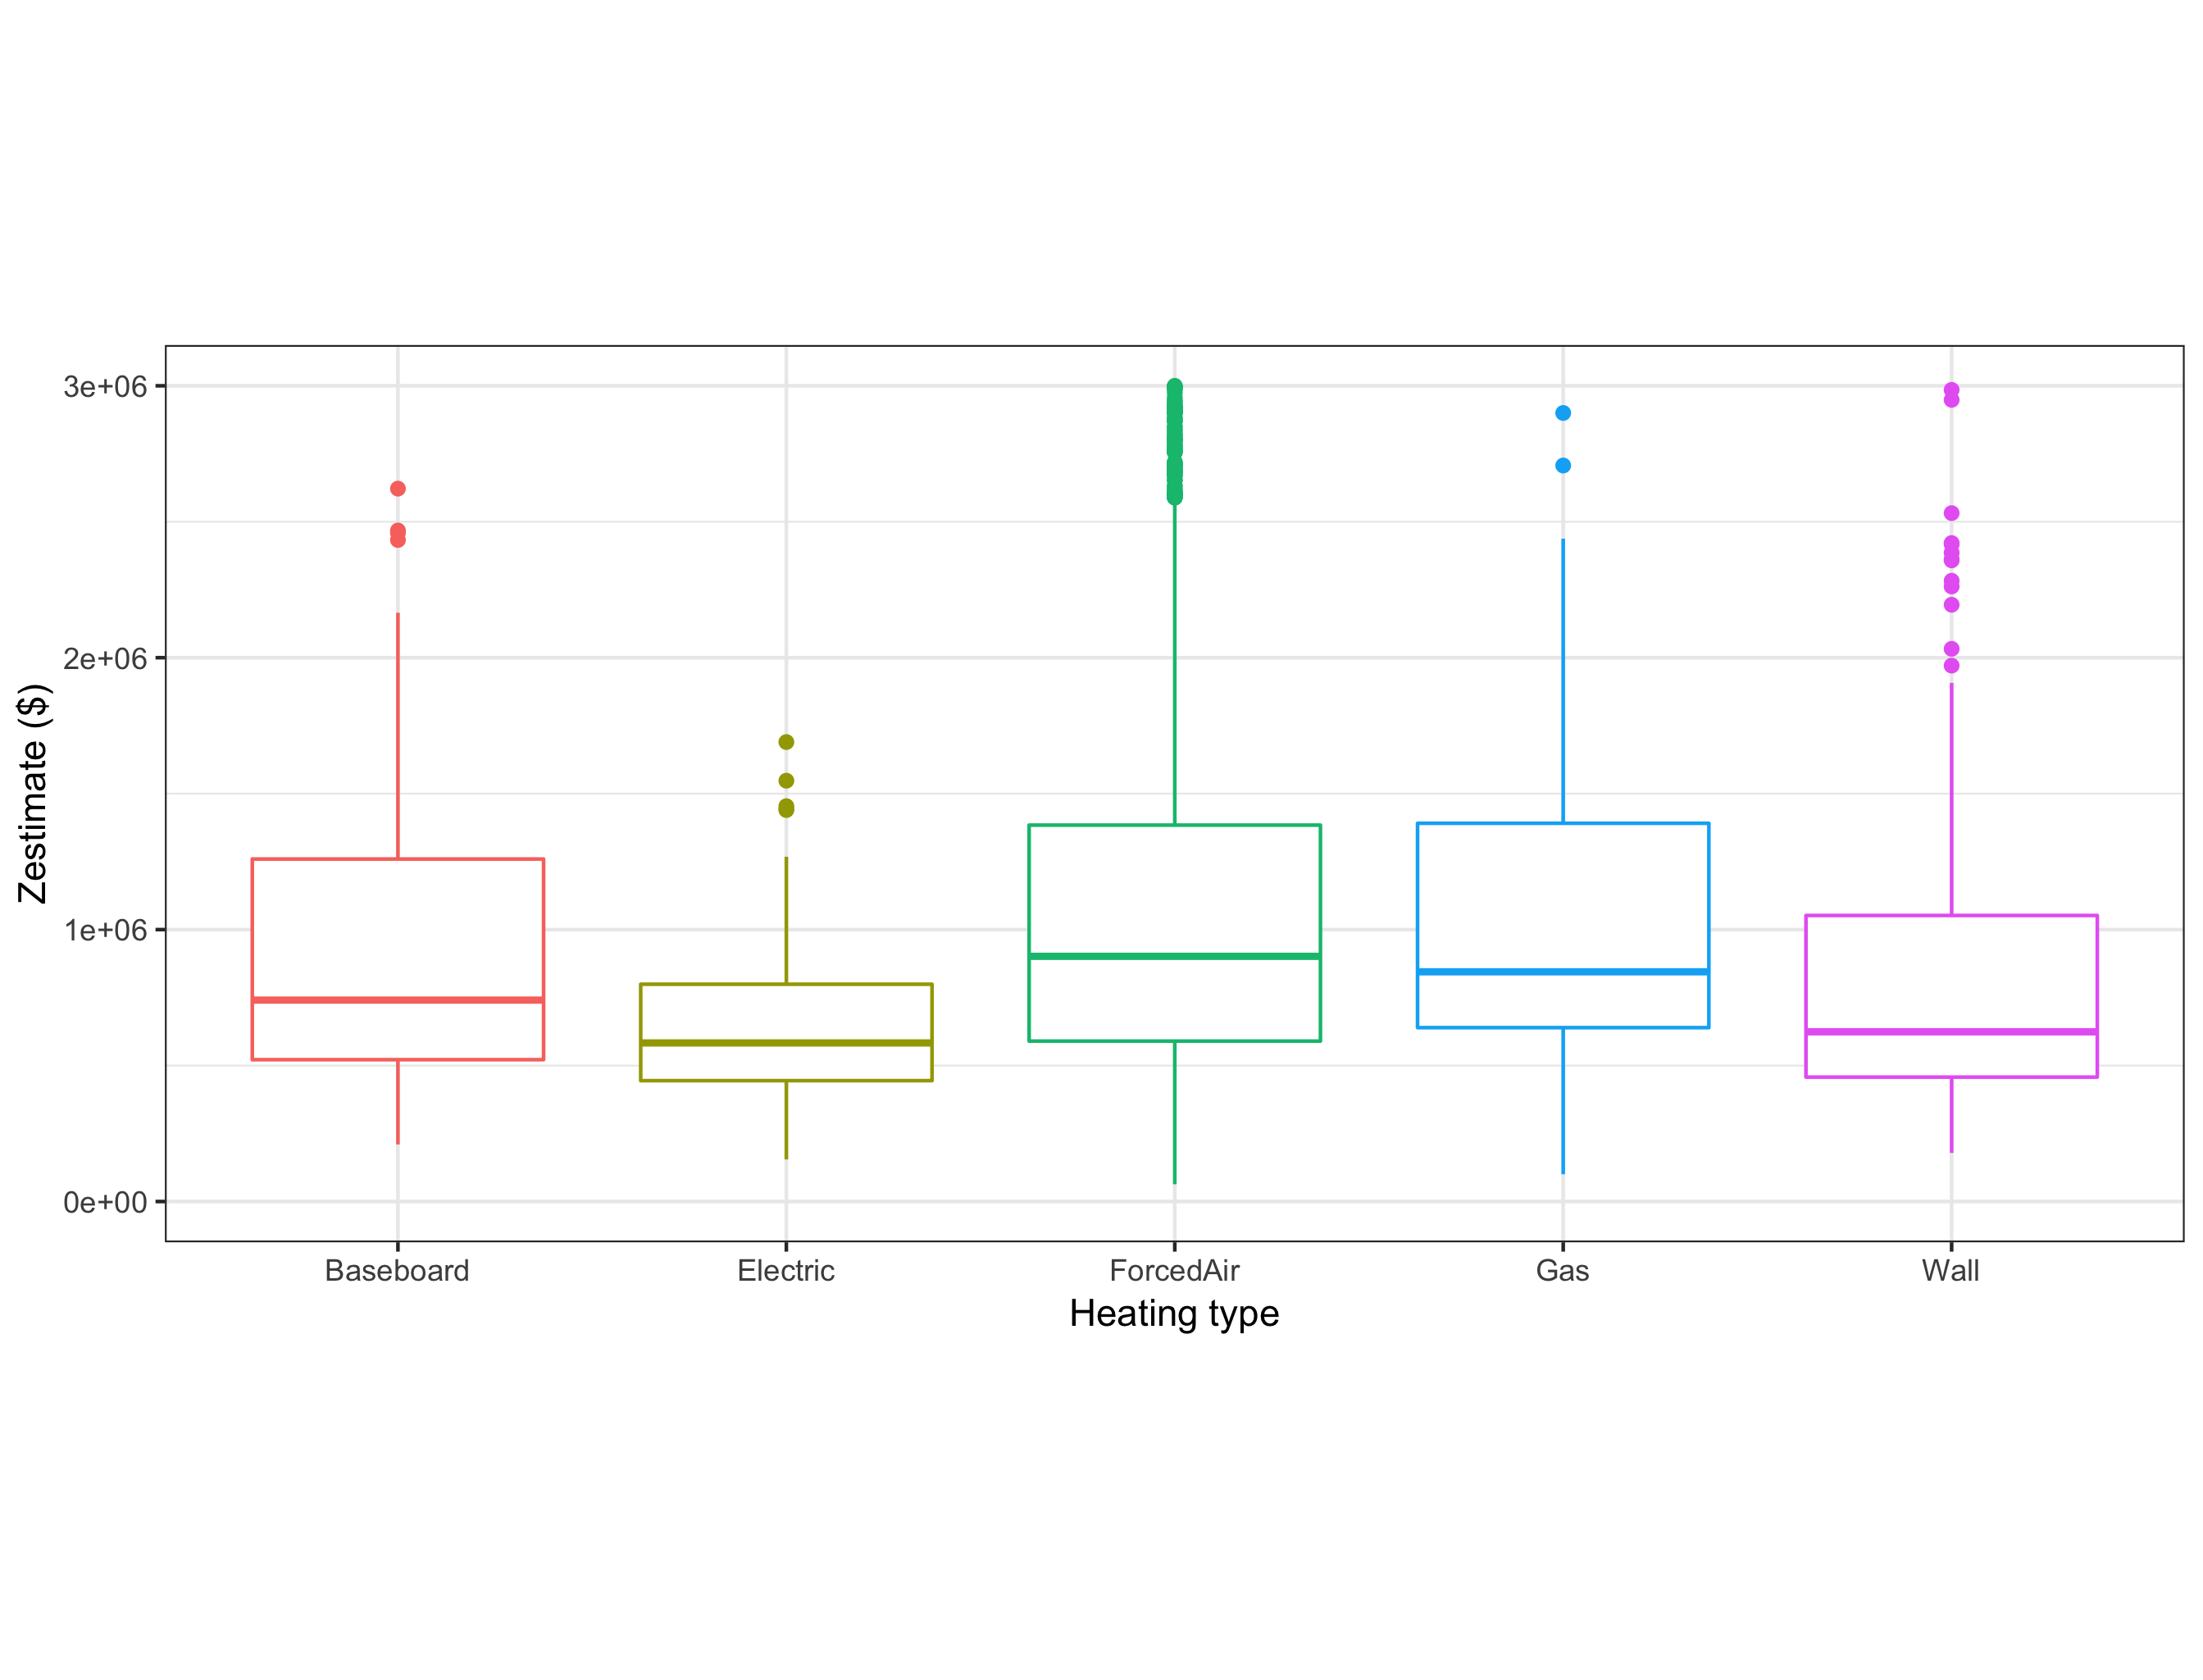 3e+06
2e+06
1e+06
0e+00
Zestimate ($)
Baseboard Electric ForcedAir Gas Wall
Heating type